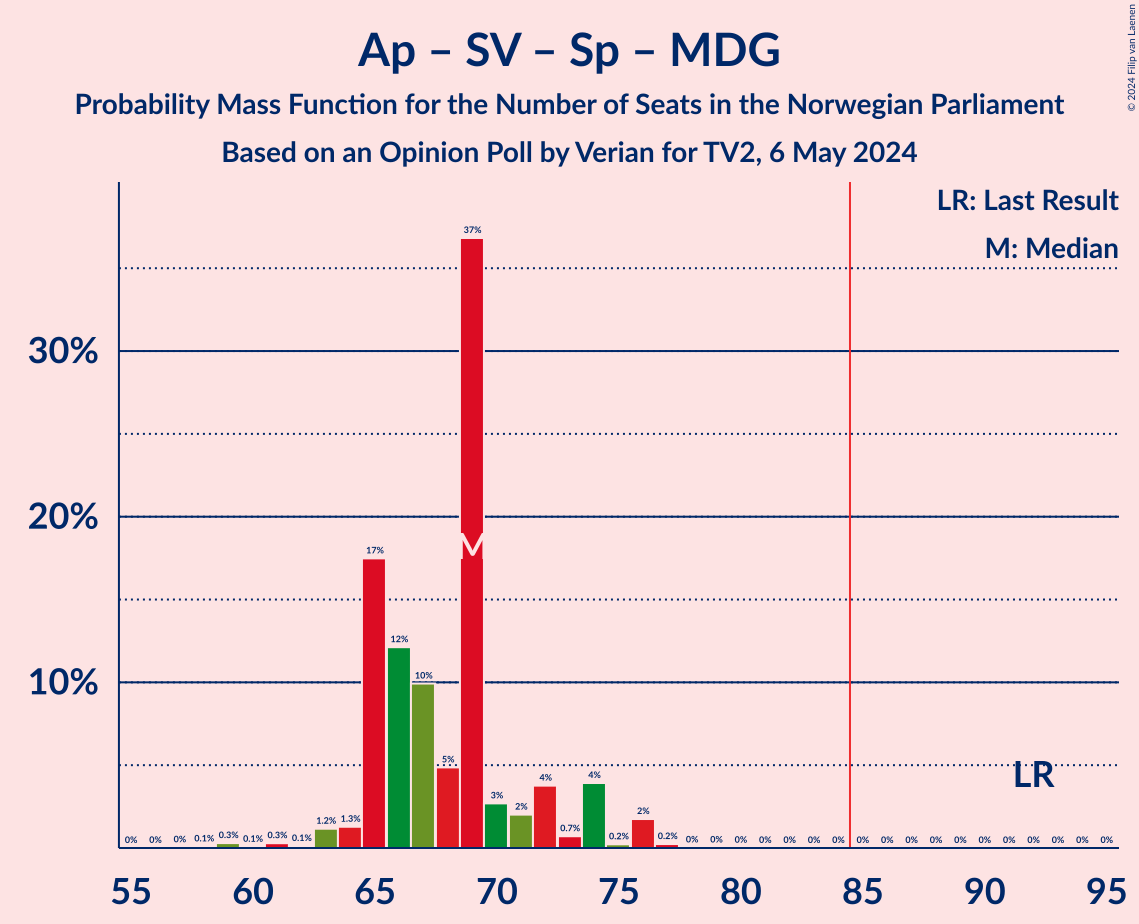 Ap – SV – Sp – MDG
Probability Mass Function for the Number of Seats in the Norwegian Parliament
Based on an Opinion Poll by Verian for TV2, 6 May 2024
© 2024 Filip van Laenen
LR: Last Result
M: Median
30%
20%
10%
0% 0% 0% 0.1% 0.3% 0.1% 0.3% 0.1% 1.2% 1.3% 17% 12% 10% 5% 37% 3% 2% 4% 0.7% 4% 0.2% 2% 0.2% 0% 0% 0% 0% 0% 0% 0% 0% 0% 0% 0% 0% 0% 0% 0% 0% 0% 0%
M
LR
55 60 65 70 75 80 85 90 95